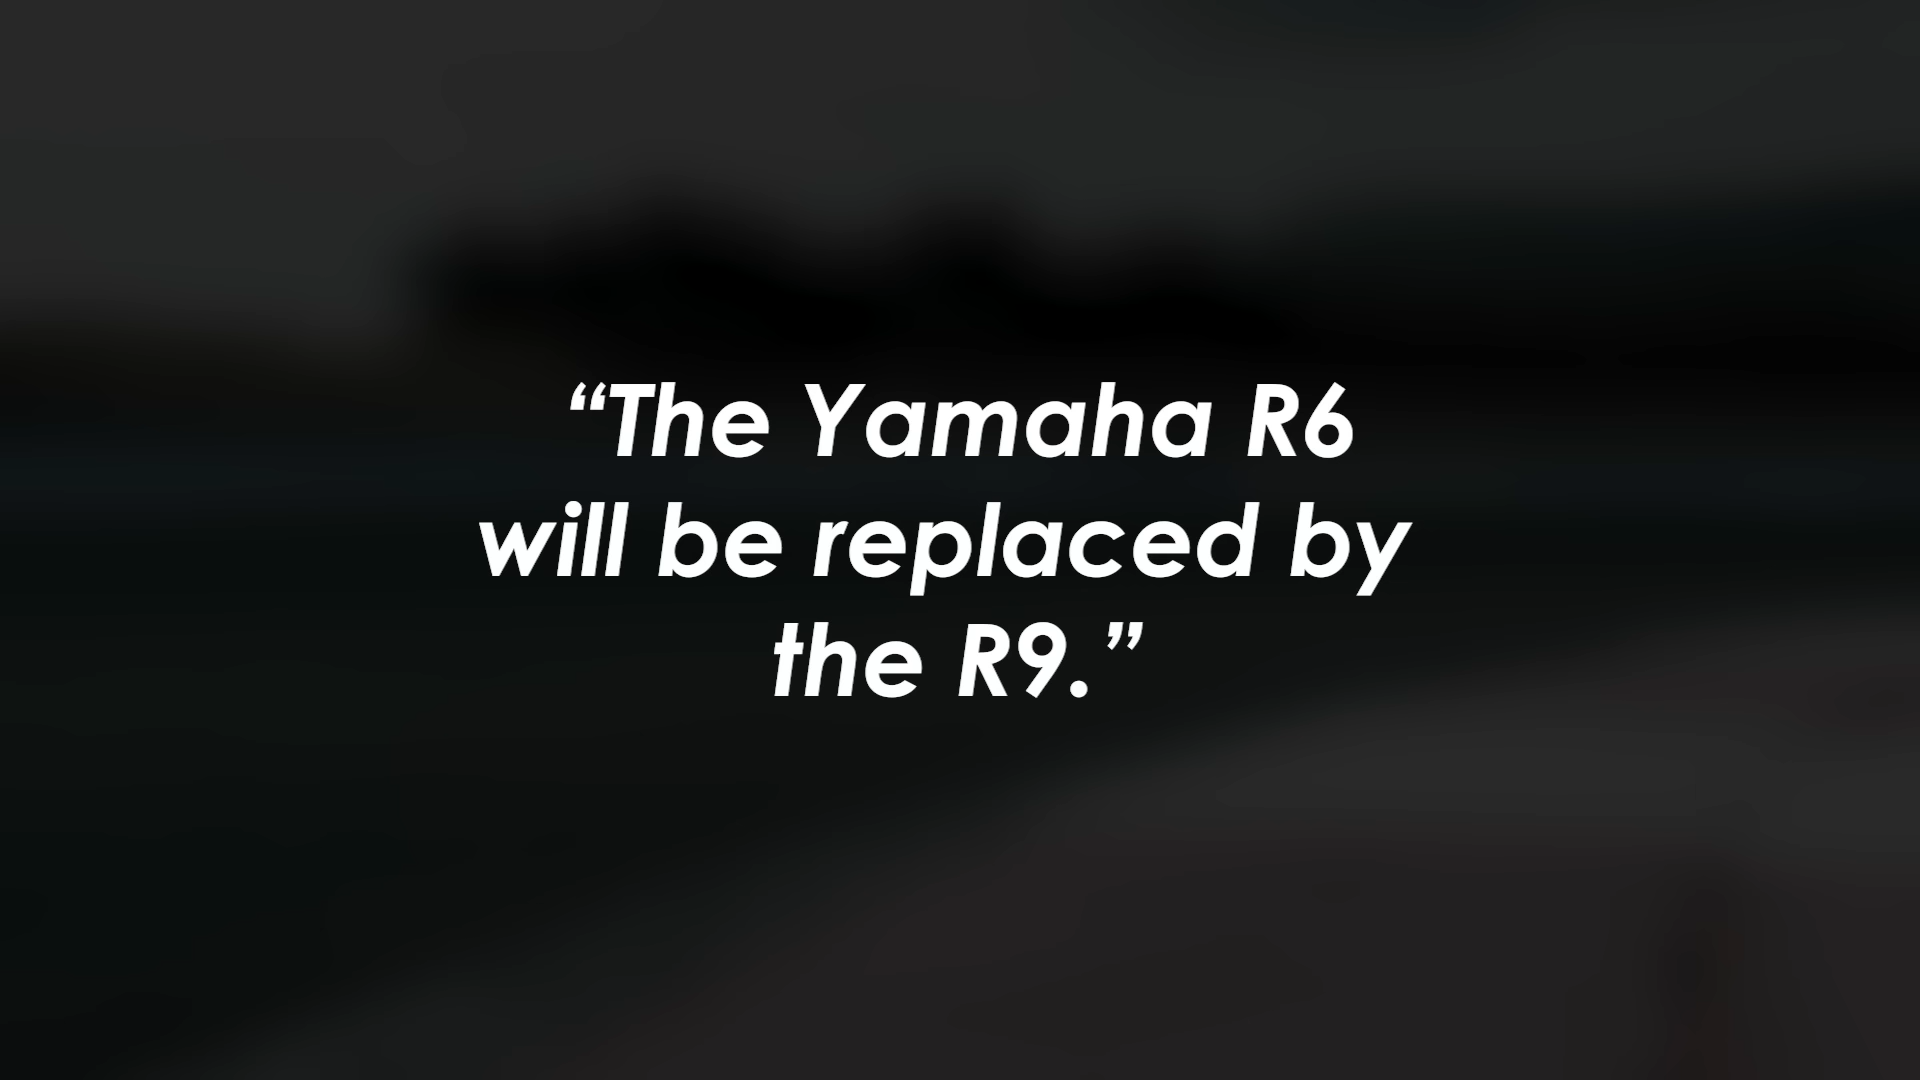 “The Yamaha R6
will be replaced by
the R9.”